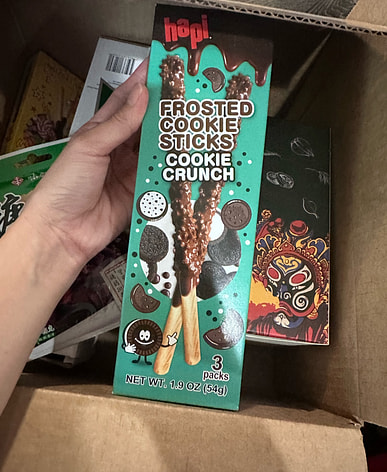 hapi
FROSTED
COOKIE
STICKS
COOKIE
CRUNCH
3
packs
NET WT. 1.9 OZ (54g)